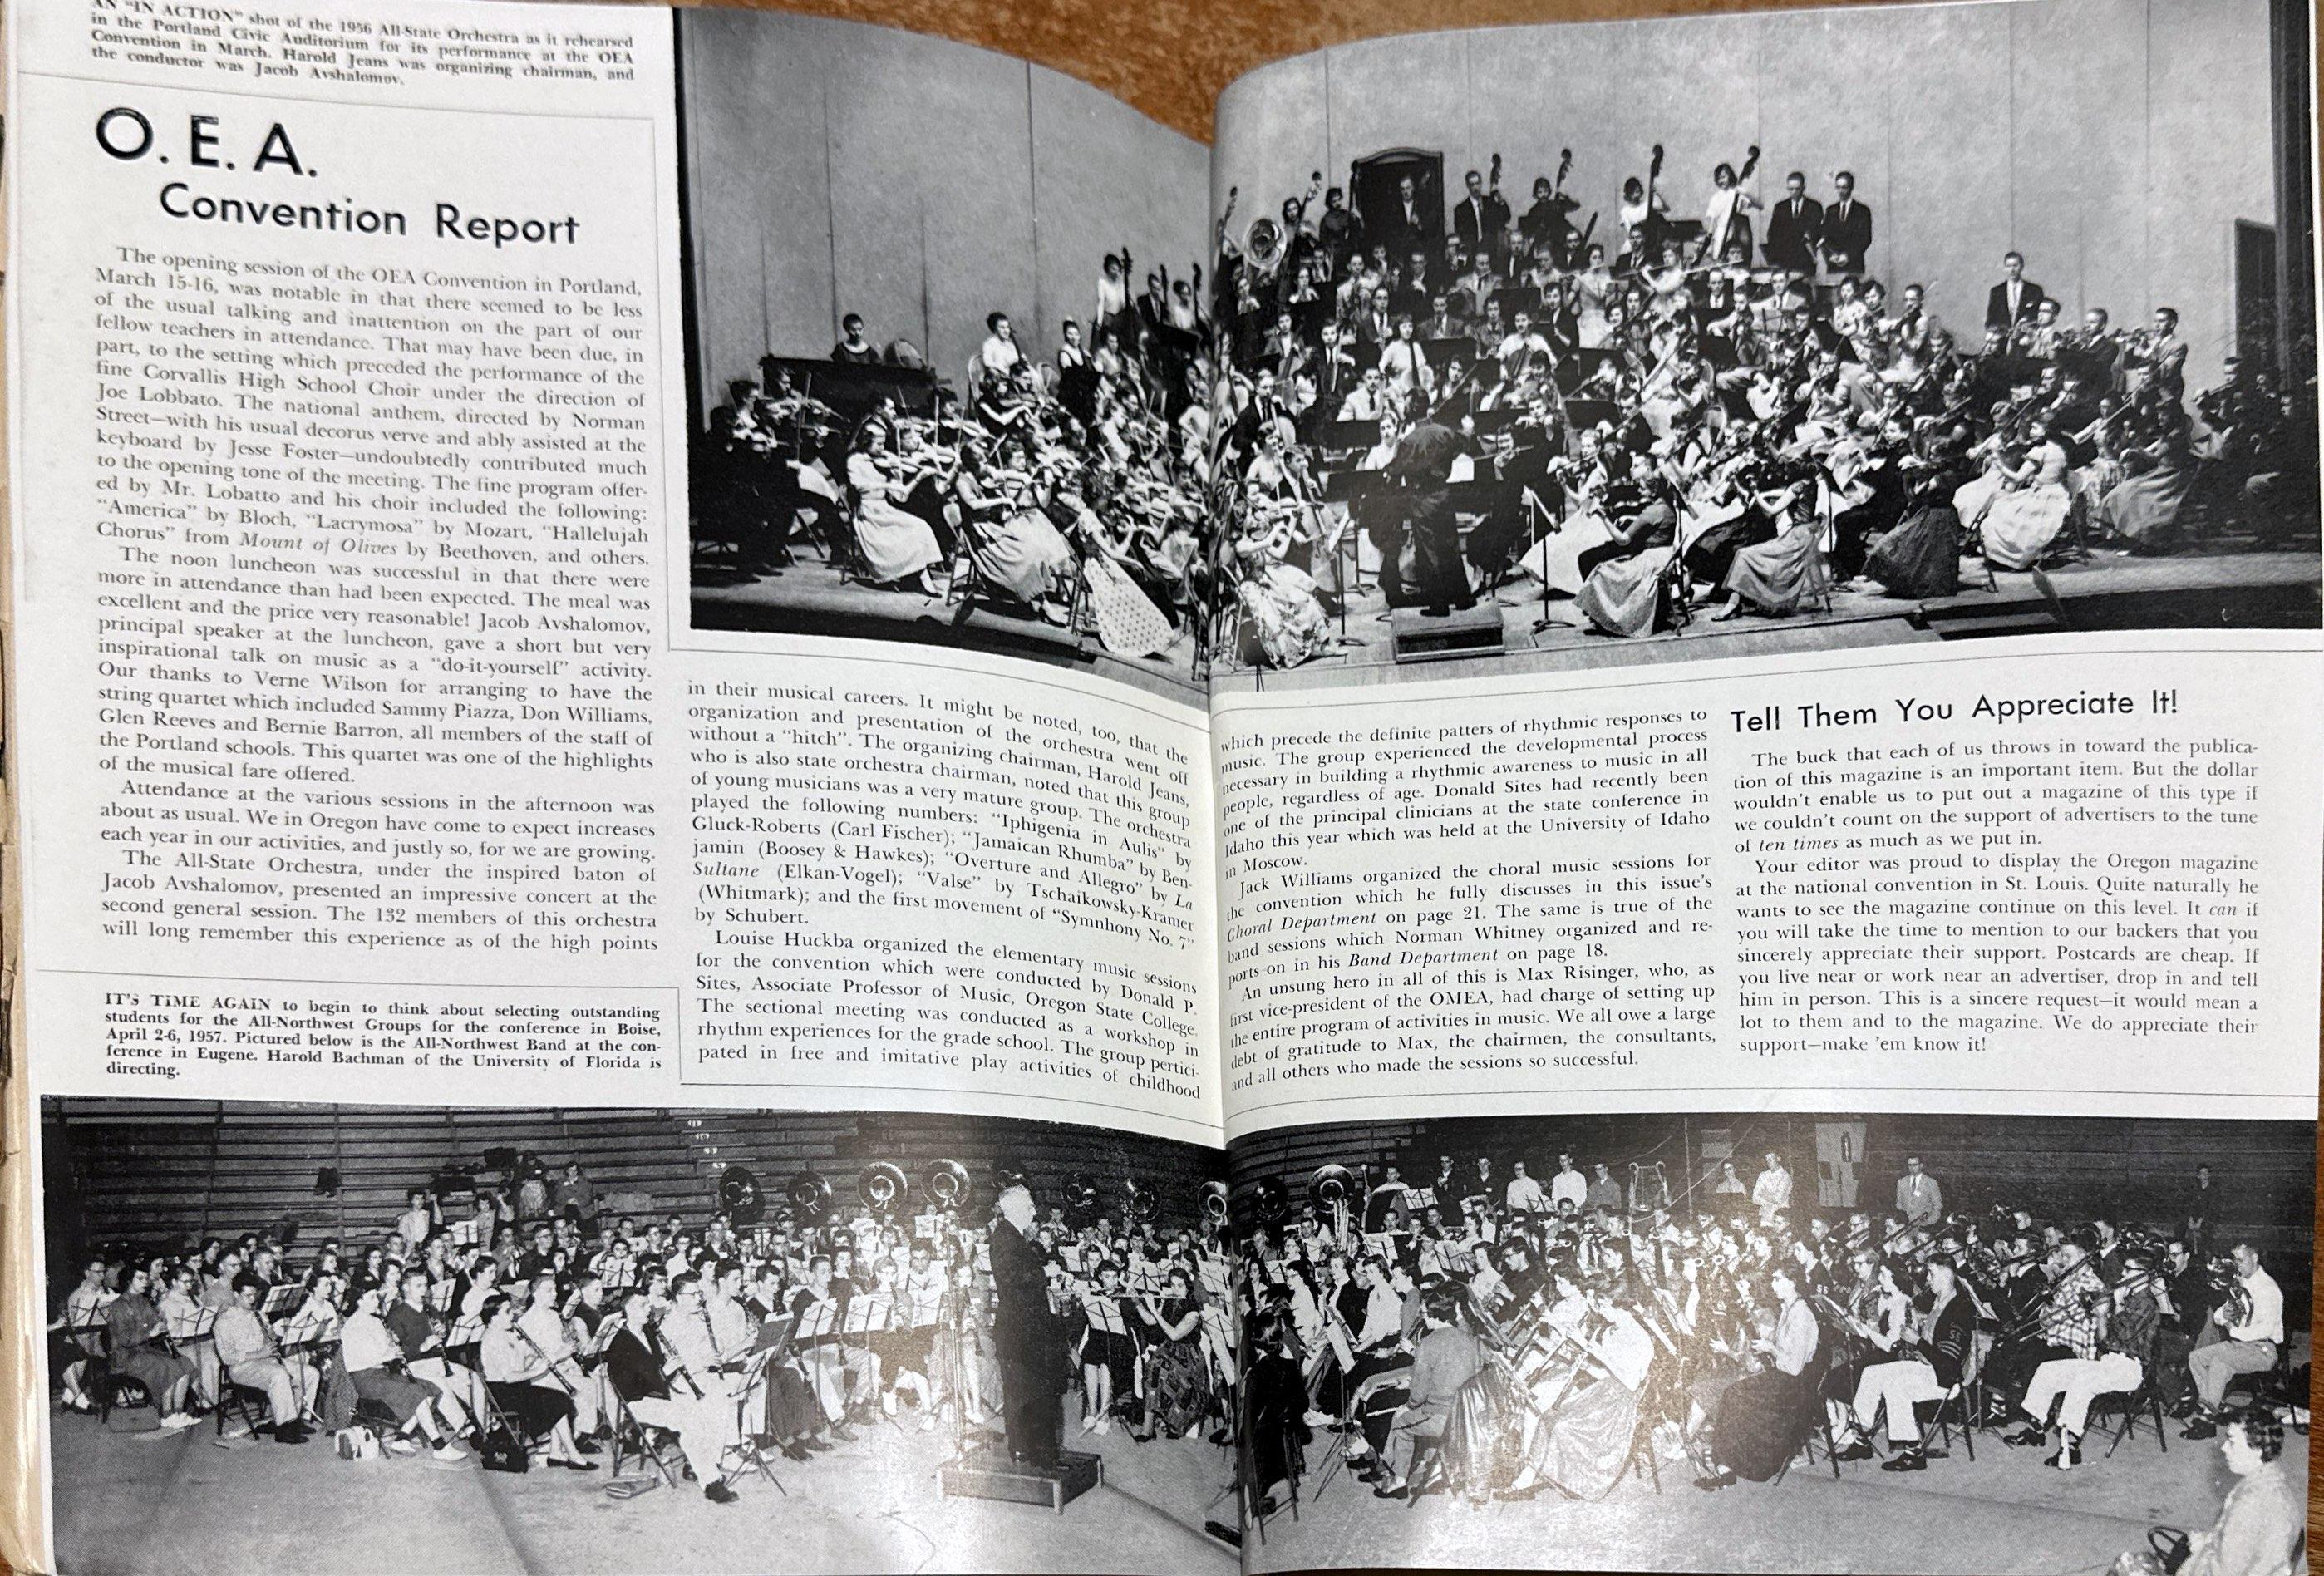 AN "IN ACTION" shot of the 1956 All-State Orchestra as it rehearsed
in the Portland Civic Auditorium for its performance at the OEA
Convention in March. Harold Jeans was organizing chairman, and
the conductor was Jacob Avshalomov.
O. E. A.
Convention Report
The opening session of the OEA Convention in Portland,
March 15-16, was notable in that there seemed to be less
of the usual talking and inattention on the part of our
fellow teachers in attendance. That may have been due, in
part, to the setting which preceded the performance of the
fine Corvallis High School Choir under the direction of
Joe Lobbato. The national anthem, directed by Norman
Street—with his usual decorus verve and ably assisted at the
keyboard by Jesse Foster—undoubtedly contributed much
to the opening tone of the meeting. The fine program offer-
ed by Mr. Lobatto and his choir included the following:
"America" by Bloch, "Lacrymosa" by Mozart, "Hallelujah
Chorus" from Mount of Olives by Beethoven, and others.
The noon luncheon was successful in that there were
more in attendance than had been expected. The meal was
excellent and the price very reasonable! Jacob Avshalomov,
principal speaker at the luncheon, gave a short but very
inspirational talk on music as a "do-it-yourself" activity.
Our thanks to Verne Wilson for arranging to have the
string quartet which included Sammy Piazza, Don Williams,
Glen Reeves and Bernie Barron, all members of the staff of
the Portland schools. This quartet was one of the highlights
of the musical fare offered.
Attendance at the various sessions in the afternoon was
about as usual. We in Oregon have come to expect increases
each year in our activities, and justly so, for we are growing.
The All-State Orchestra, under the inspired baton of
Jacob Avshalomov, presented an impressive concert at the
second general session. The 132 members of this orchestra
will long remember this experience as of the high points
IT'S TiME AGAiN to begin to think about selecting outstanding
students for the All-Northwest Groups for the conference in Boise,
April 2-6, 1957. Pictured below is the All-Northwest Band at the con-
ference in Eugene. Harold Bachman of the University of Florida is
directing.
in their musical careers. It might be noted, too, that the
organization and presentation of the orchestra went off
without a "hitch". The organizing chairman, Harold Jeans,
who is also state orchestra chairman, noted that this group
of young musicians was a very mature group. The orchestra
played the following numbers: "Iphigenia in Aulis" by
Gluck-Roberts (Carl Fischer); "Jamaican Rhumba" by Ben-
jamin (Boosey & Hawkes); "Overture and Allegro" by La
Sultane (Elkan-Vogel); "Valse" by Tschaikowsky-Kramer
(Whitmark); and the first movement of "Symnhony No. 7"
by Schubert.
Louise Huckba organized the elementary music sessions
for the convention which were conducted by Donald P.
Sites, Associate Professor of Music, Oregon State College.
The sectional meeting was conducted as a workshop in
rhythm experiences for the grade school. The group pertici-
pated in free and imitative play activities of childhood
which precede the definite patters of rhythmic responses to
music. The group experienced the developmental process
necessary in building a rhythmic awareness to music in all
people, regardless of age. Donald Sites had recently been
one of the principal clinicians at the state conference in
Idaho this year which was held at the University of Idaho
in Moscow.
Jack Williams organized the choral music sessions for
the convention which he fully discusses in this issue's
Choral Department on page 21. The same is true of the
band sessions which Norman Whitney organized and re-
ports on in his Band Department on page 18.
An unsung hero in all of this is Max Risinger, who, as
first vice-president of the OMEA, had charge of setting up
the entire program of activities in music. We all owe a large
debt of gratitude to Max, the chairmen, the consultants,
and all others who made the sessions so successful.
Tell Them You Appreciate It!
The buck that each of us throws in toward the publica-
tion of this magazine is an important item. But the dollar
wouldn't enable us to put out a magazine of this type if
we couldn't count on the support of advertisers to the tune
of ten times as much as we put in.
Your editor was proud to display the Oregon magazine
at the national convention in St. Louis. Quite naturally he
wants to see the magazine continue on this level. It can if
you will take the time to mention to our backers that you
sincerely appreciate their support. Postcards are cheap. If
you live near or work near an advertiser, drop in and tell
him in person. This is a sincere request—it would mean a
lot to them and to the magazine. We do appreciate their
support—make 'em know it!